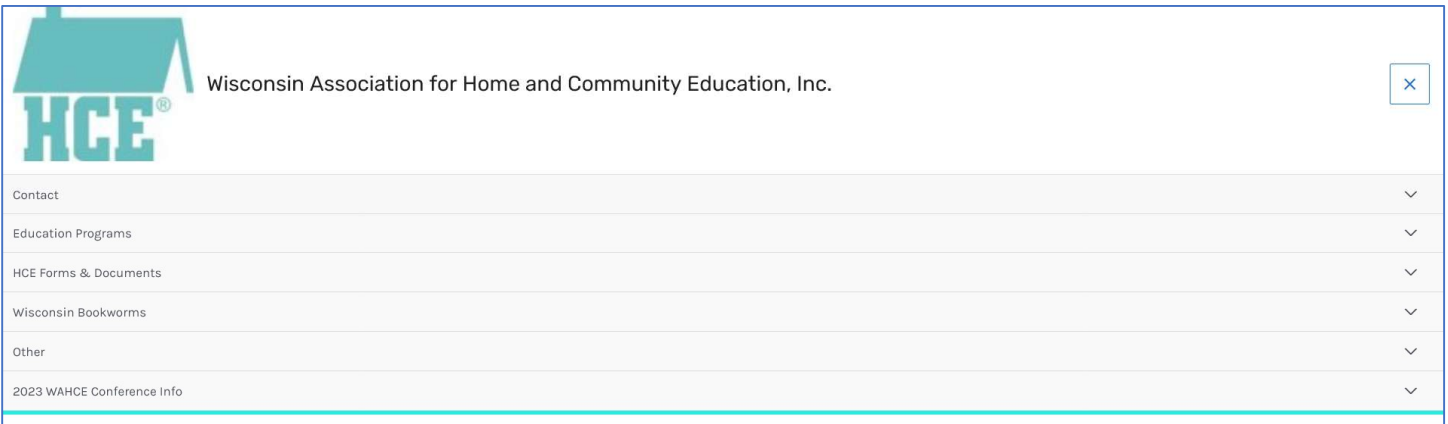 HCE®
Wisconsin Association for Home and Community Education, Inc.
Contact
Education Programs
HCE Forms & Documents
Wisconsin Bookworms
Other
2023 WAHCE Conference Info